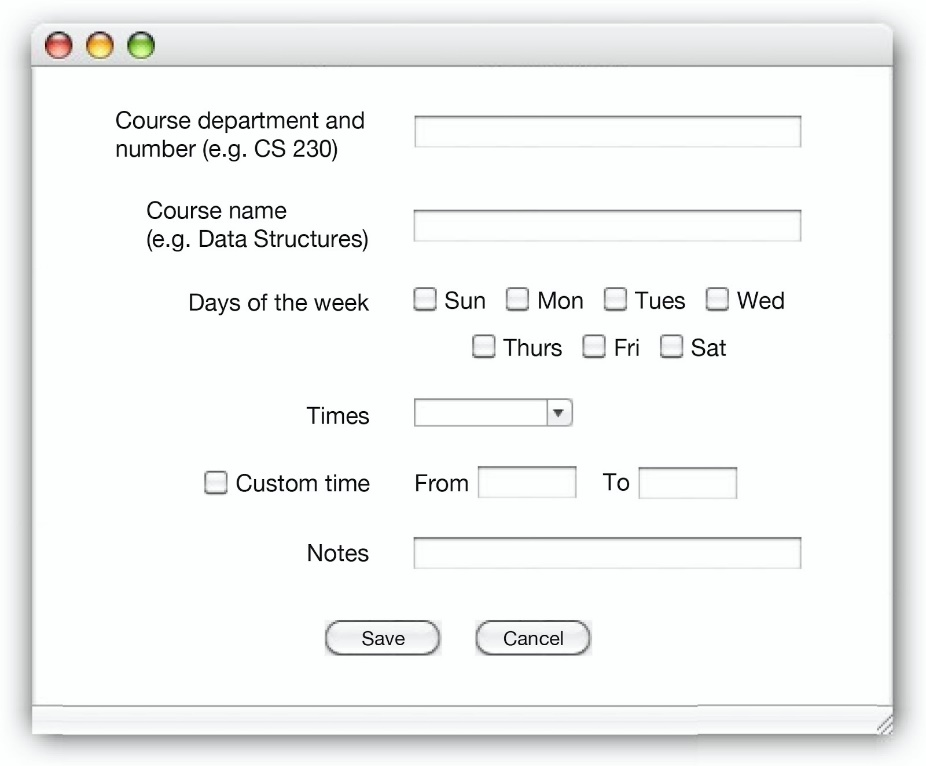 Course department and
number (e.g. CS 230)
Course name
(e.g. Data Structures)
Days of the week Sun Mon Tues Wed
Thurs Fri Sat
Times
Custom time From To
Notes
Save Cancel